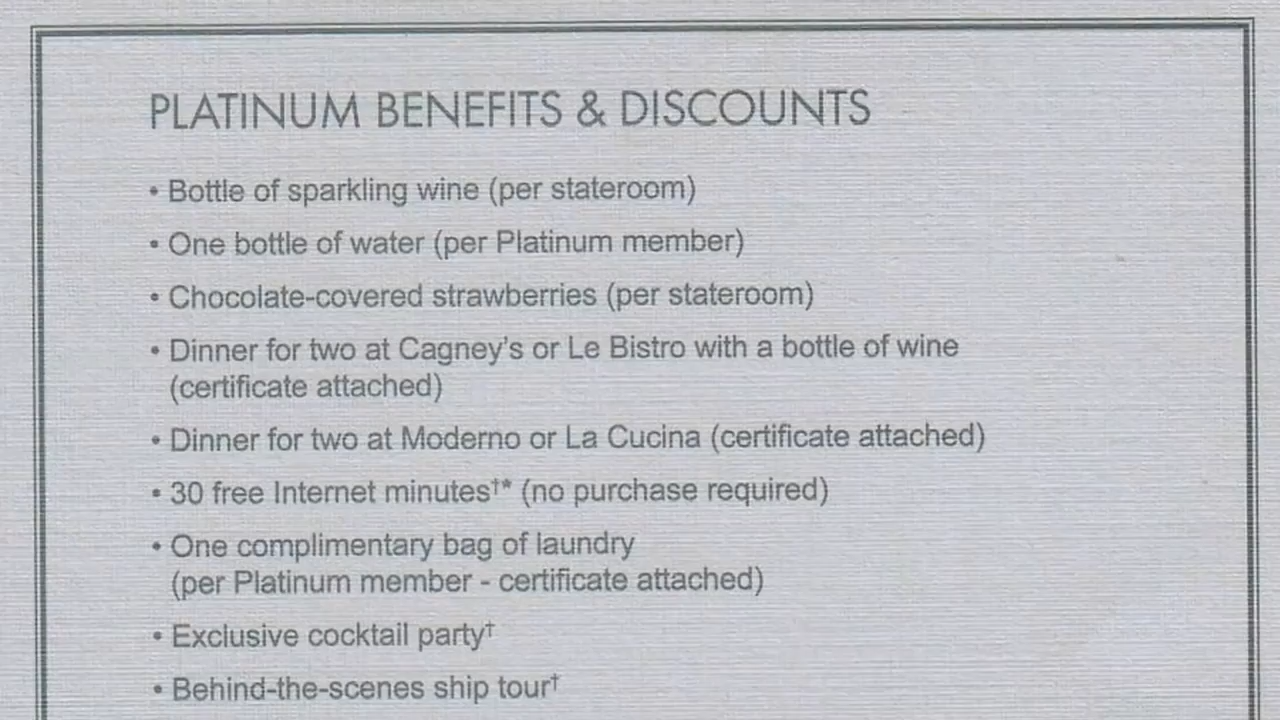 PLATINUM BENEFITS & DISCOUNTS
• Bottle of sparkling wine (per stateroom)
• One bottle of water (per Platinum member)
• Chocolate-covered strawberries (per stateroom)
• Dinner for two at Cagney's or Le Bistro with a bottle of wine
(certificate attached)
• Dinner for two at Moderno or La Cucina (certificate attached)
• 30 free Internet minutes†* (no purchase required)
• One complimentary bag of laundry
(per Platinum member - certificate attached)
• Exclusive cocktail party†
• Behind-the-scenes ship tour†